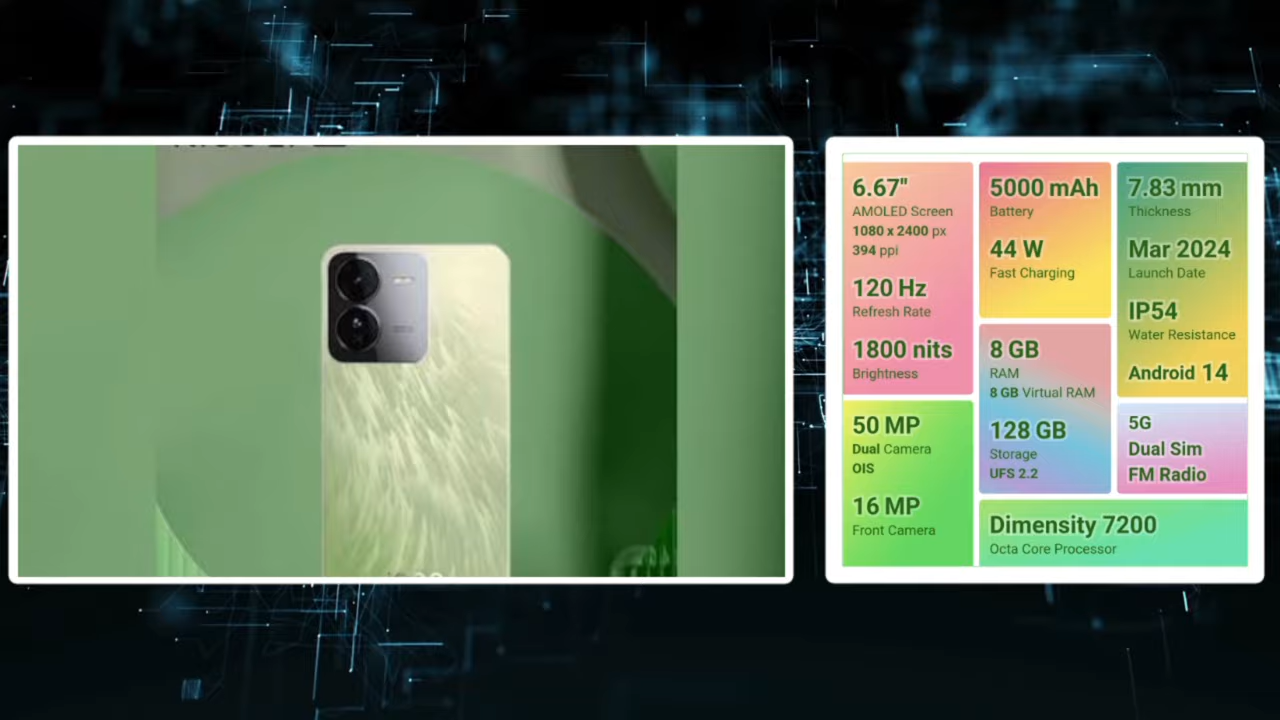 6.67"
AMOLED Screen
1080 x 2400 px
394 ppi
120 Hz
Refresh Rate
1800 nits
Brightness
50 MP
Dual Camera
OIS
16 MP
Front Camera
5000 mAh
Battery
44 W
Fast Charging
8 GB
RAM
8 GB Virtual RAM
128 GB
Storage
UFS 2.2
7.83 mm
Thickness
Mar 2024
Launch Date
IP54
Water Resistance
Android 14
5G
Dual Sim
FM Radio
Dimensity 7200
Octa Core Processor